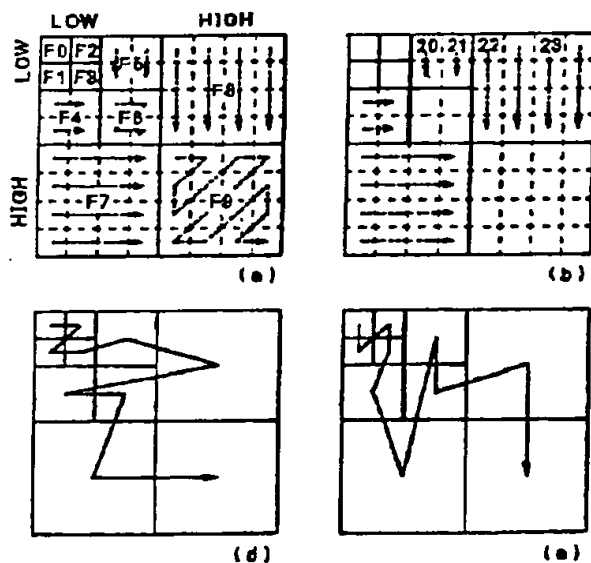 LOW HIGH
LOW
HIGH
F0 F2
F1 F3
F5
F8
F4 F6
F7
F9
(a)
20 21 22 23
(b)
(d)
(e)